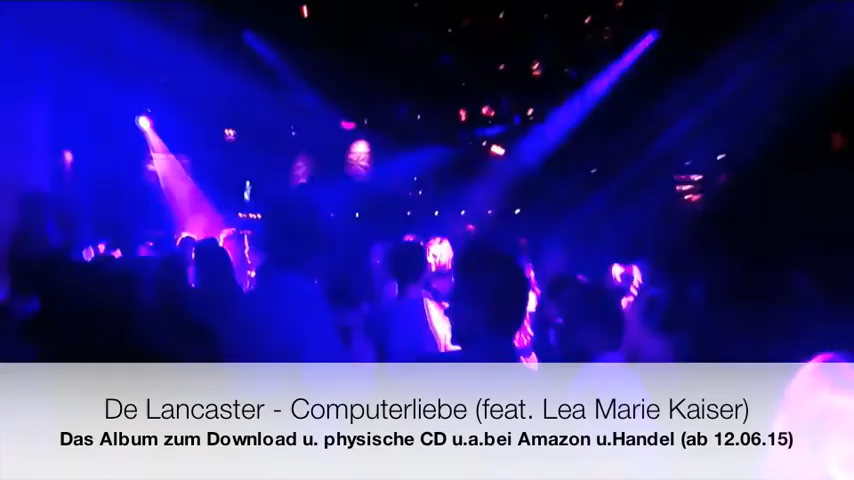 De Lancaster - Computerliebe (feat. Lea Marie Kaiser)
Das Album zum Download u. physische CD u.a.bei Amazon u.Handel (ab 12.06.15)